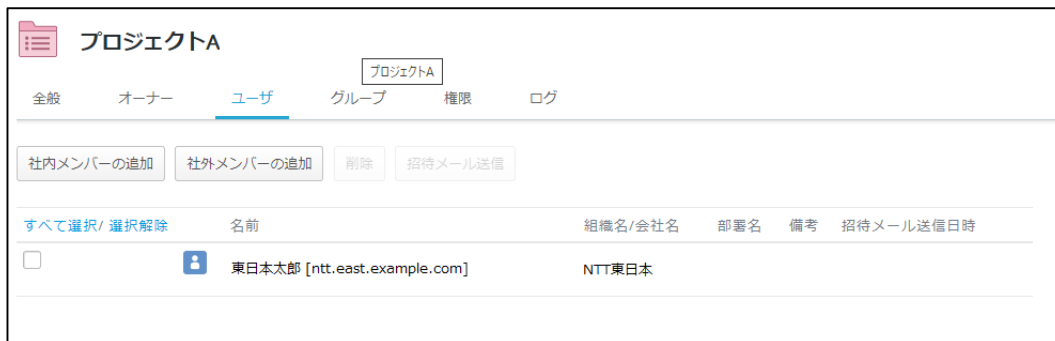 プロジェクトA
プロジェクトA
全般 オーナー ユーザ グループ 権限 ログ
社内メンバーの追加 社外メンバーの追加 削除 招待メール送信
すべて選択/ 選択解除 名前 組織名/会社名 部署名 備考 招待メール送信日時
東日本太郎 [ntt.east.example.com] NTT東日本